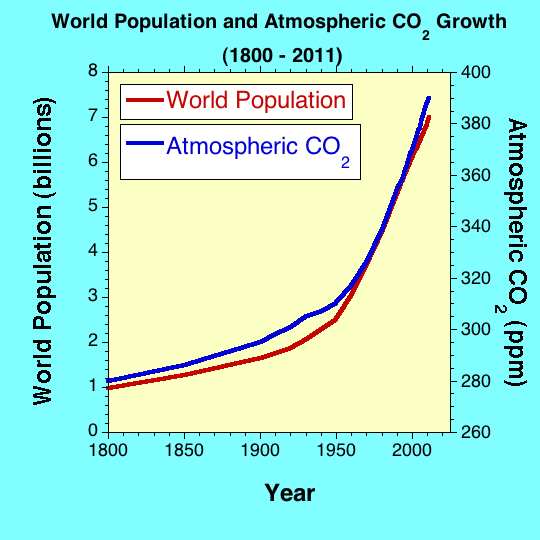 World Population and Atmospheric CO2 Growth
(1800 - 2011)
World Population
Atmospheric CO2
World Population (billions)
8
7
6
5
4
3
2
1
0
Atmospheric CO2 (ppm)
400
380
360
340
320
300
280
260
1800 1850 1900 1950 2000
Year